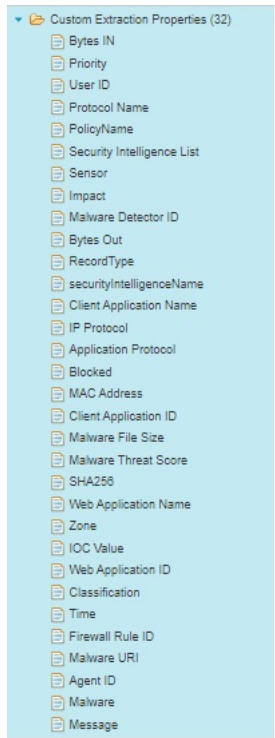 Custom Extraction Properties (32)
Bytes IN
Priority
User ID
Protocol Name
PolicyName
Security Intelligence List
Sensor
Impact
Malware Detector ID
Bytes Out
RecordType
securityIntelligenceName
Client Application Name
IP Protocol
Application Protocol
Blocked
MAC Address
Client Application ID
Malware File Size
Malware Threat Score
SHA256
Web Application Name
Zone
IOC Value
Web Application ID
Classification
Time
Firewall Rule ID
Malware URI
Agent ID
Malware
Message